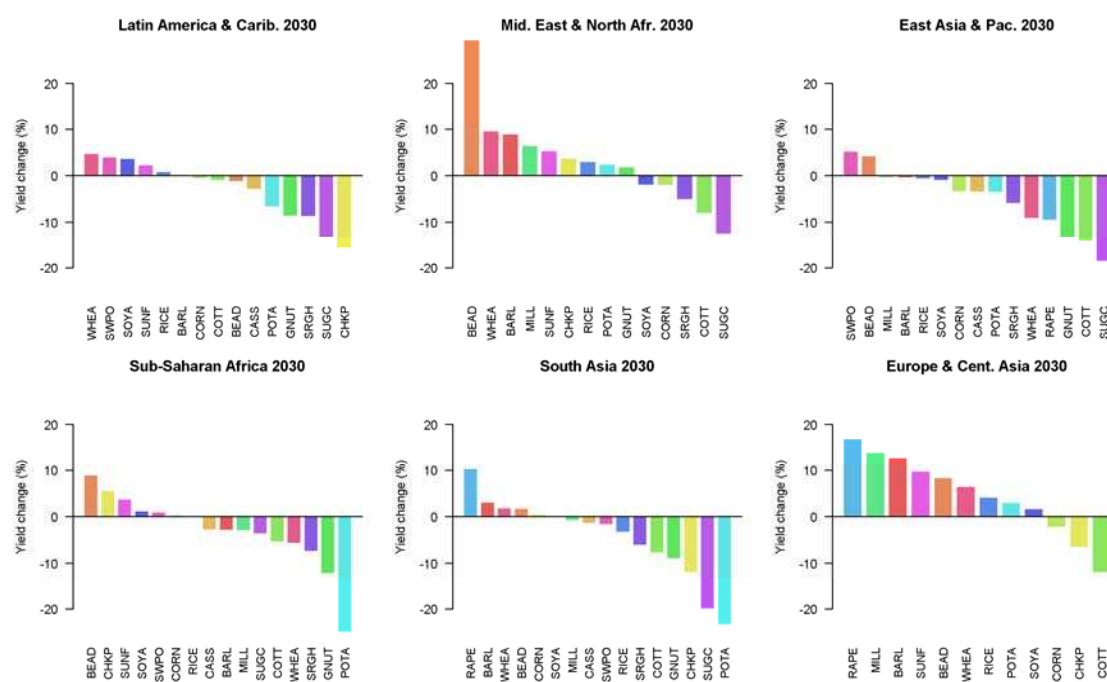 Latin America & Carib. 2030
Yield change (%)
20
10
0
-10
-20
WHEA
SWPO
SOYA
SUNF
RICE
BARL
CORN
COTT
BEAD
CASS
POTA
GNUT
SRGH
SUGC
CHKP
Mid. East & North Afr. 2030
Yield change (%)
20
10
0
-10
-20
BEAD
WHEA
BARL
MILL
SUNF
CHKP
RICE
POTA
GNUT
SOYA
CORN
SRGH
COTT
SUGC
East Asia & Pac. 2030
Yield change (%)
20
10
0
-10
-20
SWPO
BEAD
MILL
BARL
RICE
SOYA
CORN
CASS
POTA
SRGH
WHEA
RAPE
GNUT
COTT
SUGC
Sub-Saharan Africa 2030
Yield change (%)
20
10
0
-10
-20
BEAD
CHKP
SUNF
SOYA
SWPO
CORN
RICE
CASS
BARL
MILL
SUGC
COTT
WHEA
SRGH
GNUT
POTA
South Asia 2030
Yield change (%)
20
10
0
-10
-20
RAPE
BARL
WHEA
BEAD
CORN
SOYA
MILL
CASS
SWPO
RICE
SRGH
COTT
GNUT
CHKP
SUGC
POTA
Europe & Cent. Asia 2030
Yield change (%)
20
10
0
-10
-20
RAPE
MILL
BARL
SUNF
BEAD
WHEA
RICE
POTA
SOYA
CORN
CHKP
COTT